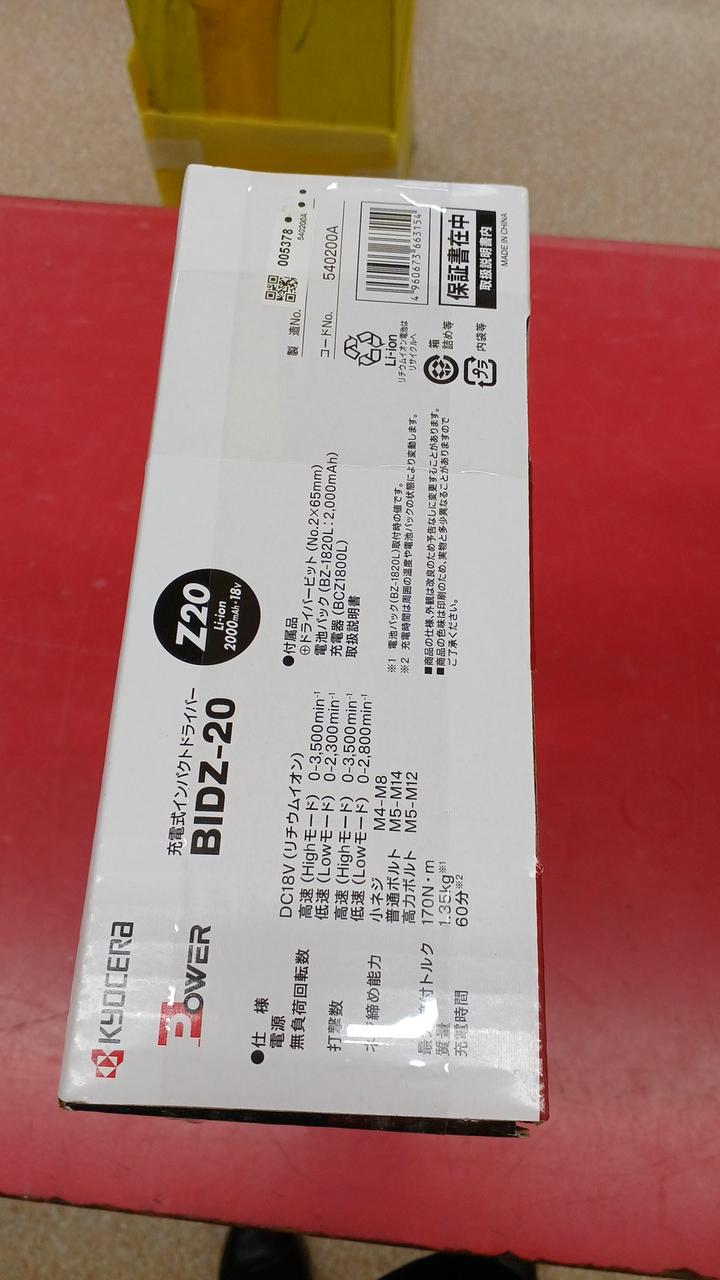 KYOCERA
POWER
充電式インパクトドライバー
BIDZ-20
Z20
Li-ion
2000mAh・18V
●仕 様
電源 DC18V(リチウムイオン)
無負荷回転数 高速(Highモード) 0-3,500min⁻¹
低速(Lowモード) 0-2,300min⁻¹
打撃数 高速(Highモード) 0-3,500min⁻¹
低速(Lowモード) 0-2,800min⁻¹
締め能力 小ネジ M4-M8
普通ボルト M5-M14
高力ボルト M5-M12
付トルク 170N・m
質量 1.35kg※1
充電時間 60分※2
●付属品
⊕ドライバービット(No.2×65mm)
電池パック(BZ-1820L:2,000mAh)
充電器(BCZ1800L)
取扱説明書
※1 電池パック(BZ-1820L)取付時の値です。
※2 充電時間は周囲の温度や電池パックの状態により変動します。
■商品の仕様、外観は改良のため予告なしに変更することがあります。
■商品の色味は印刷のため、実物と多少異なることがありますので
ご了承ください。
製造No. 005378
540200A
コードNo. 540200A
Li-ion
リチウムイオン電池は
リサイクルへ
箱
詰め等
プラ
内袋等
4 960673 663154
保証書在中
取扱説明書内
MADE IN CHINA